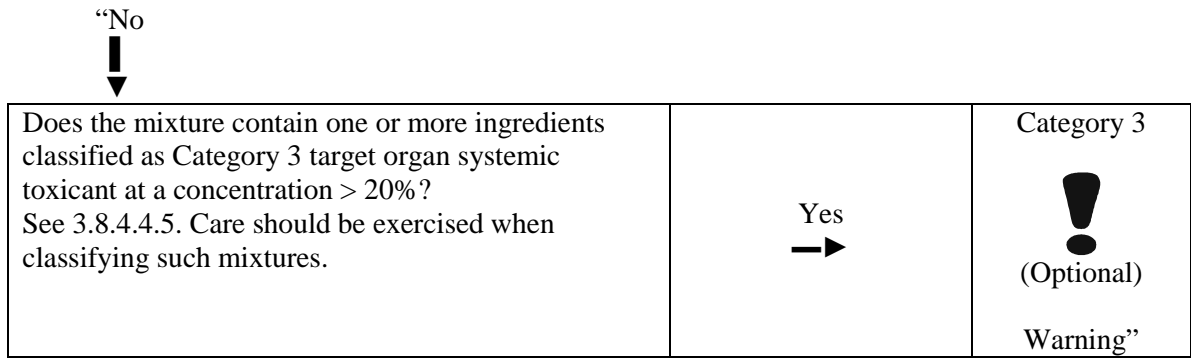 “No
Does the mixture contain one or more ingredients
classified as Category 3 target organ systemic
toxicant at a concentration > 20%?
See 3.8.4.4.5. Care should be exercised when
classifying such mixtures.
Yes
Category 3
(Optional)
Warning”